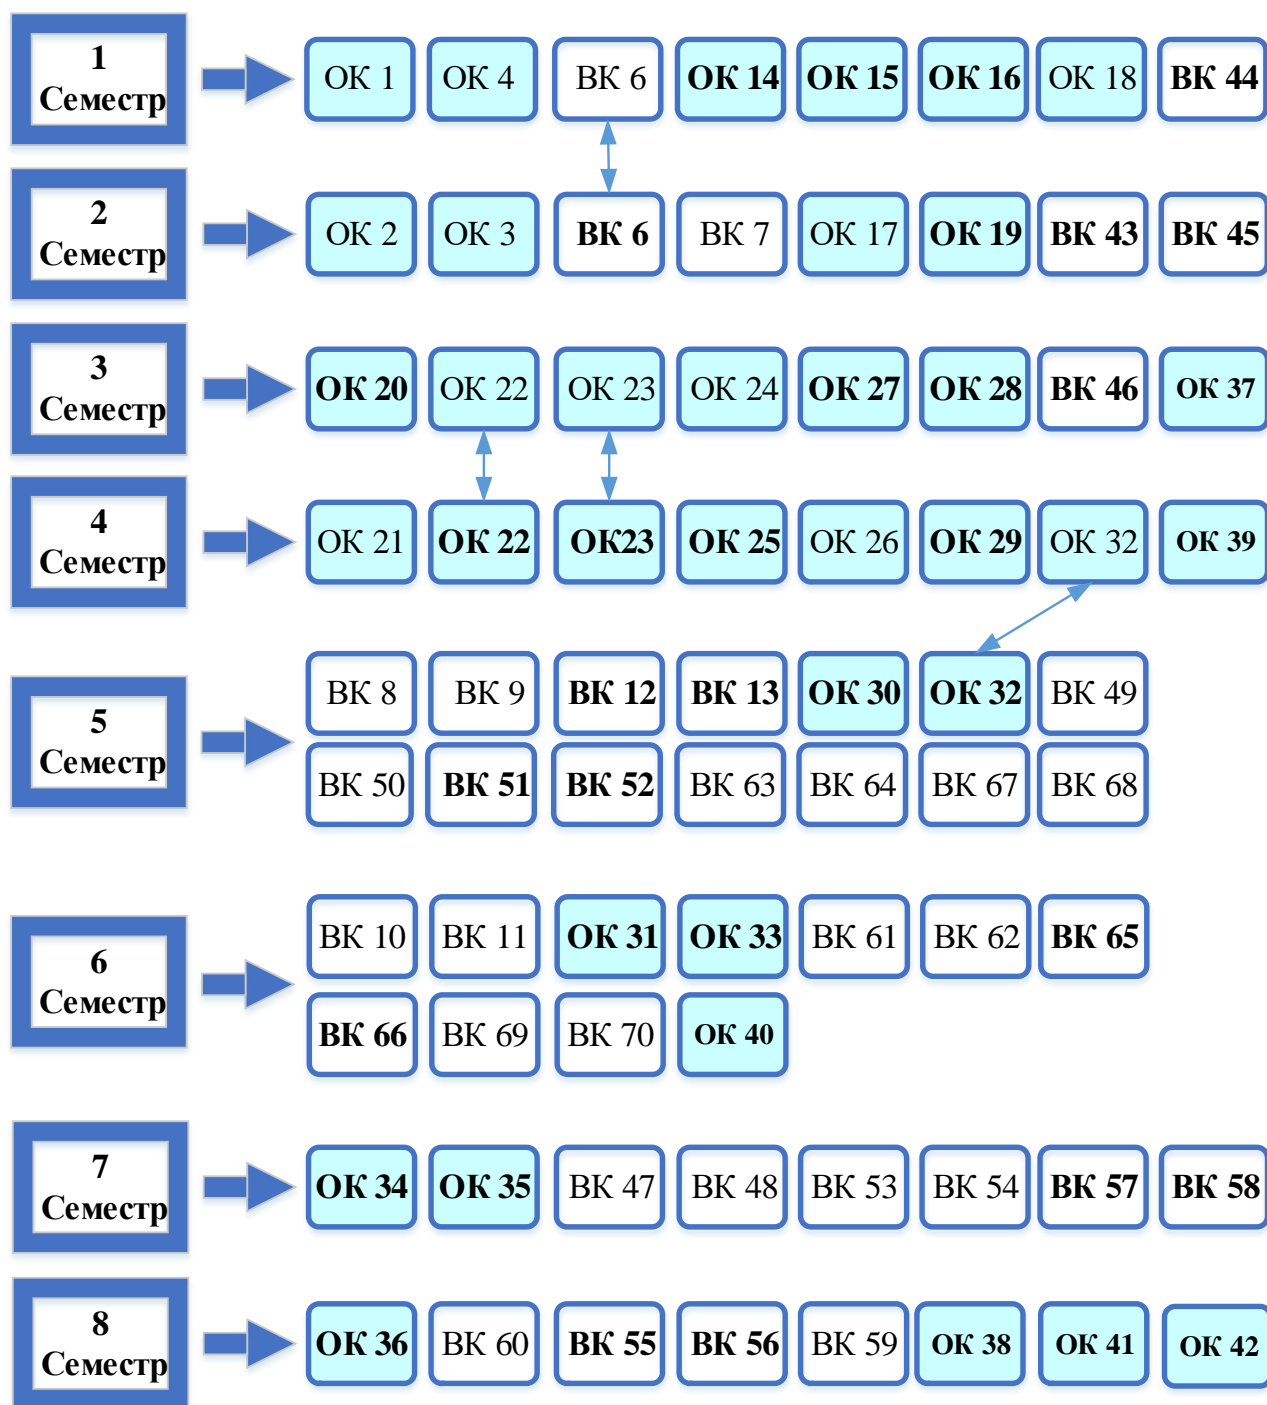 1
Семестр
ОК 1 ОК 4 ВК 6 ОК 14 ОК 15 ОК 16 ОК 18 ВК 44
2
Семестр
ОК 2 ОК 3 ВК 6 ВК 7 ОК 17 ОК 19 ВК 43 ВК 45
3
Семестр
ОК 20 ОК 22 ОК 23 ОК 24 ОК 27 ОК 28 ВК 46 ОК 37
4
Семестр
ОК 21 ОК 22 ОК23 ОК 25 ОК 26 ОК 29 ОК 32 ОК 39
5
Семестр
ВК 8 ВК 9 ВК 12 ВК 13 ОК 30 ОК 32 ВК 49
ВК 50 ВК 51 ВК 52 ВК 63 ВК 64 ВК 67 ВК 68
6
Семестр
ВК 10 ВК 11 ОК 31 ОК 33 ВК 61 ВК 62 ВК 65
ВК 66 ВК 69 ВК 70 ОК 40
7
Семестр
ОК 34 ОК 35 ВК 47 ВК 48 ВК 53 ВК 54 ВК 57 ВК 58
8
Семестр
ОК 36 ВК 60 ВК 55 ВК 56 ВК 59 ОК 38 ОК 41 ОК 42